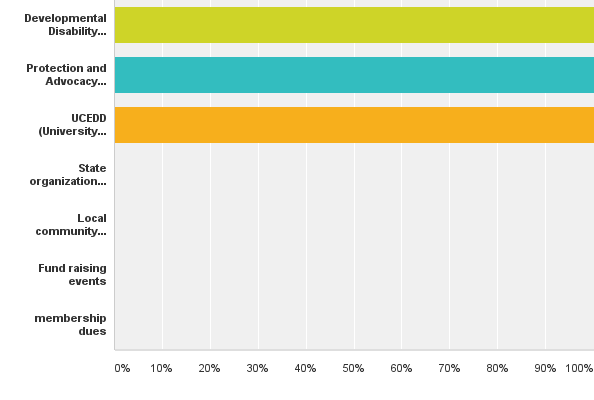 Developmental
Disability...
Protection and
Advocacy...
UCEDD
(University...
State
organization...
Local
community...
Fund raising
events
membership
dues
0% 10% 20% 30% 40% 50% 60% 70% 80% 90% 100%